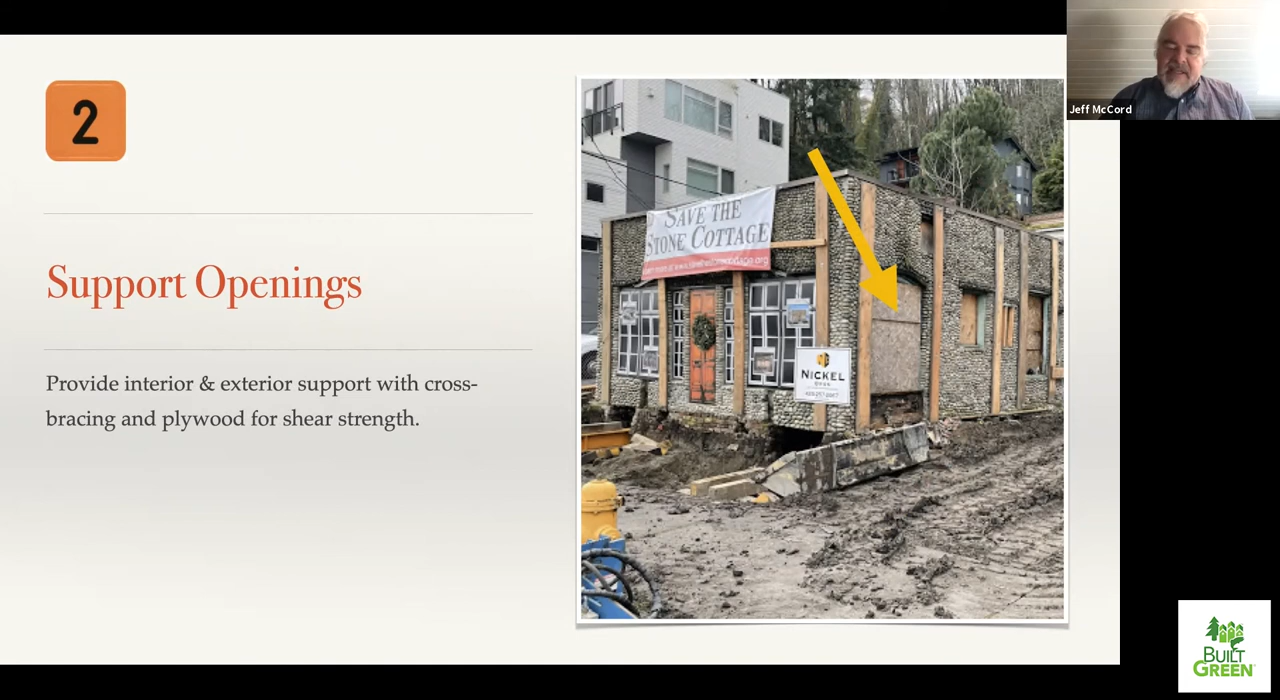 2
Support Openings
Provide interior & exterior support with cross-
bracing and plywood for shear strength.
SAVE THE
STONE COTTAGE
NICKEL
BROS
Jeff McCord
BUILT
GREEN